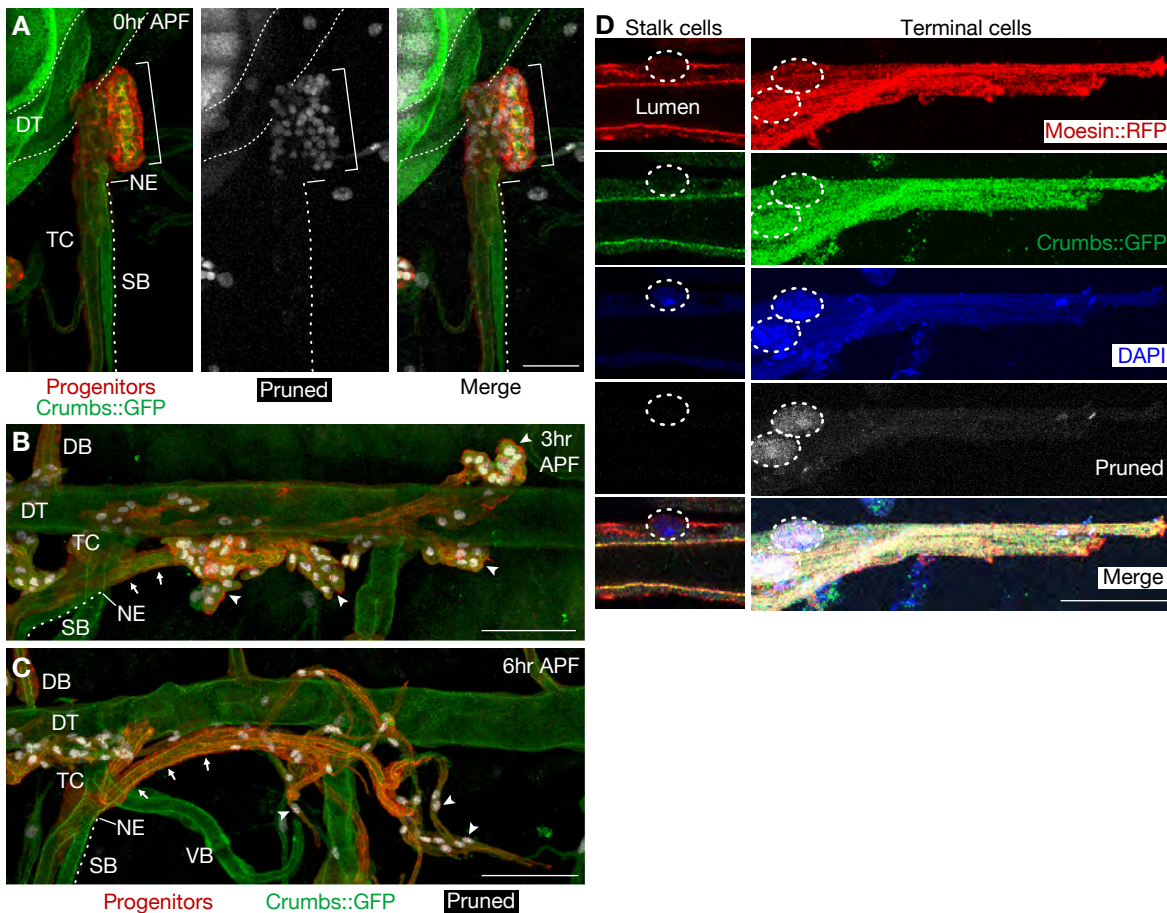 A
0hr APF
DT
NE
TC
SB
Progenitors
Crumbs::GFP
Pruned
Merge
B
DB
3hr
APF
DT
TC
NE
SB
C
6hr APF
DB
DT
TC
NE
SB
VB
Progenitors
Crumbs::GFP
Pruned
D
Stalk cells
Terminal cells
Lumen
Moesin::RFP
Crumbs::GFP
DAPI
Pruned
Merge